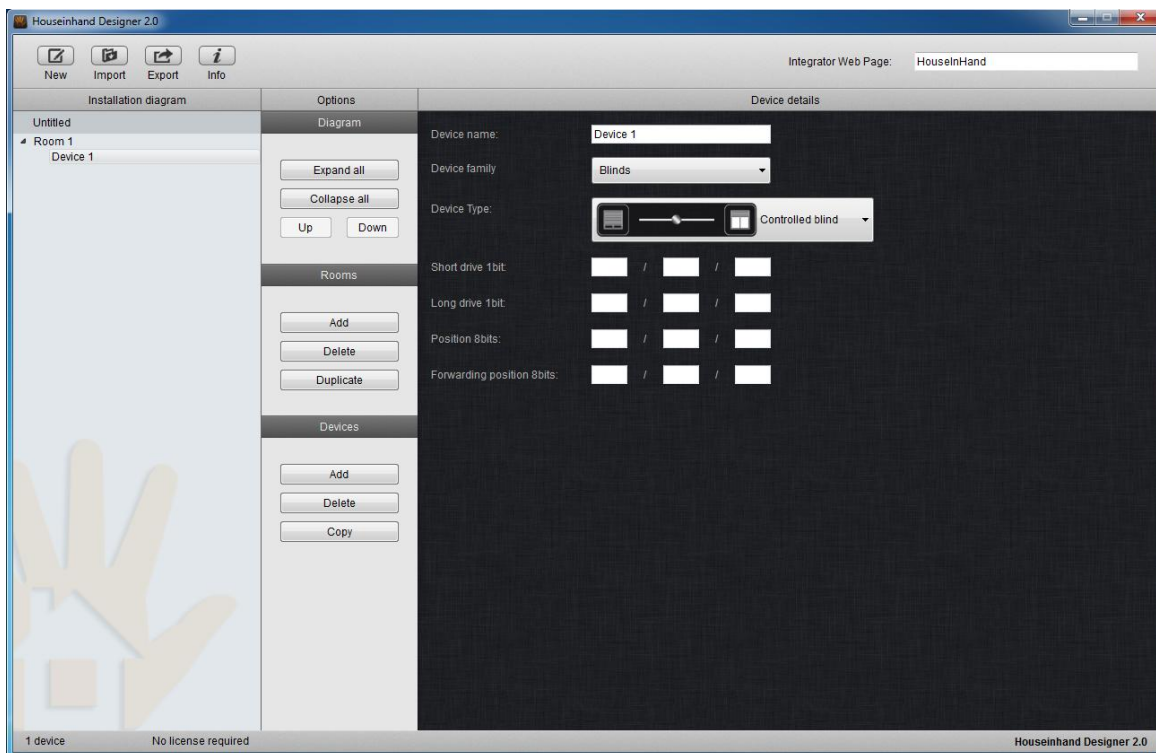 Houseinhand Designer 2.0
New Import Export Info
Integrator Web Page: HouseInHand
Installation diagram Options Device details
Untitled
Room 1
Device 1
Diagram
Expand all
Collapse all
Up Down
Rooms
Add
Delete
Duplicate
Devices
Add
Delete
Copy
Device name: Device 1
Device family Blinds
Device Type: Controlled blind
Short drive 1bit: / /
Long drive 1bit: / /
Position 8bits: / /
Forwarding position 8bits: / /
1 device No license required Houseinhand Designer 2.0